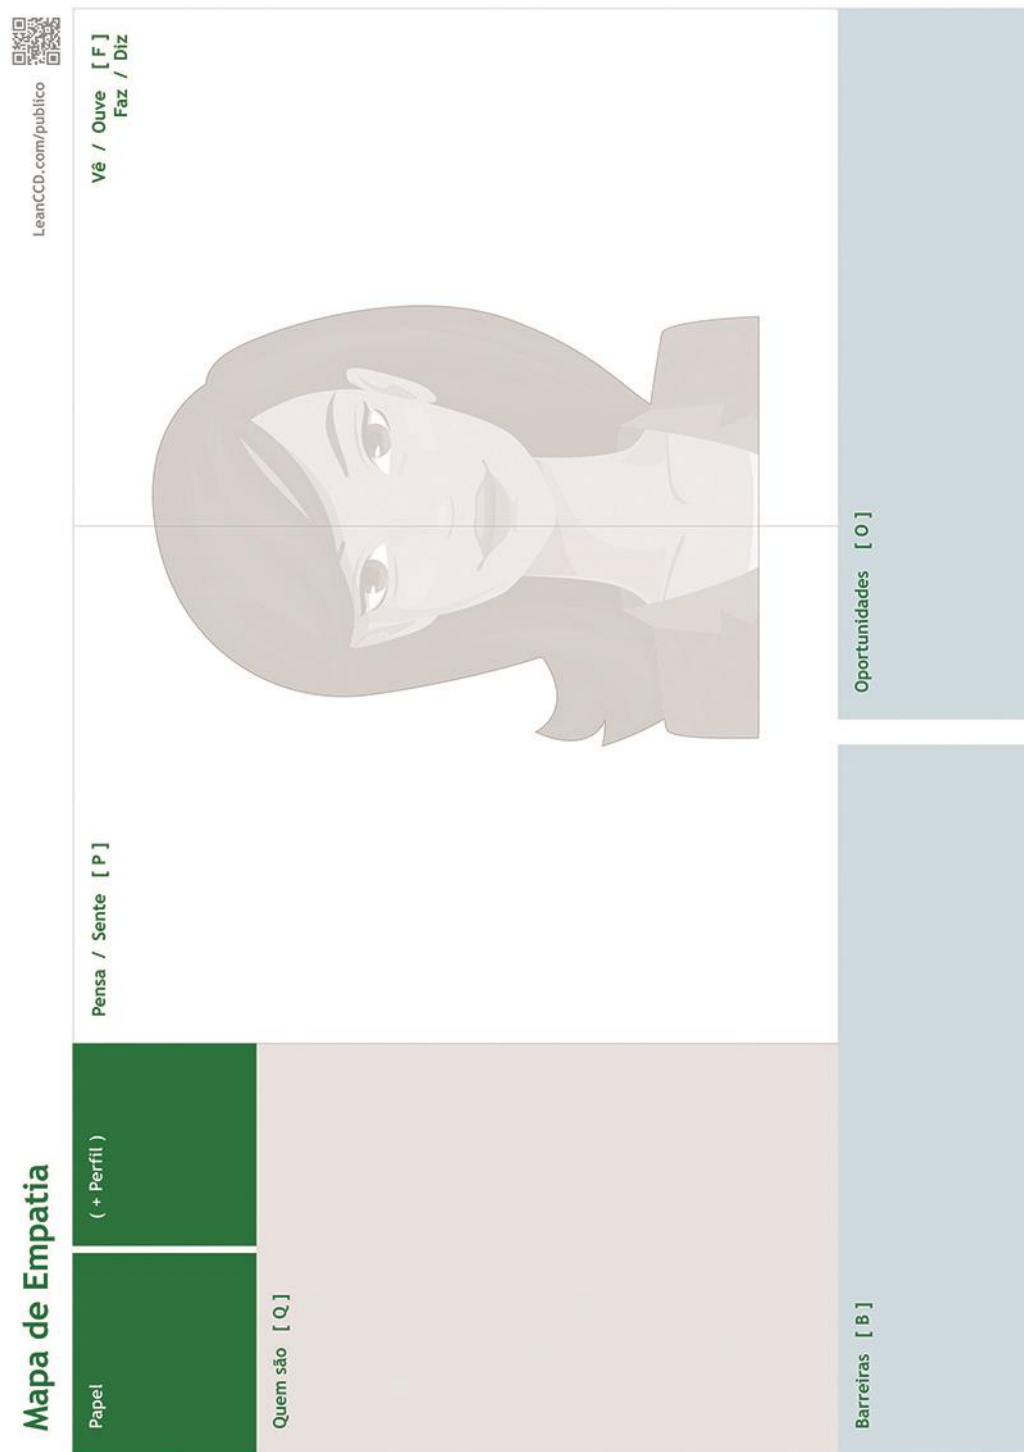 Mapa de Empatia
LeanCCD.com/publico
Papel
( + Perfil )
Pensa / Sente [ P ]
Vê / Ouve [ F ]
Faz / Diz
Quem são [ Q ]
Barreiras [ B ]
Oportunidades [ O ]